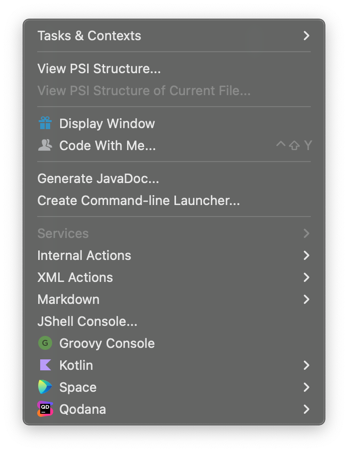 Tasks & Contexts
View PSI Structure...
View PSI Structure of Current File...
Display Window
Code With Me... ^⇧Y
Generate JavaDoc...
Create Command-line Launcher...
Services
Internal Actions
XML Actions
Markdown
JShell Console...
G Groovy Console
Kotlin
Space
QD Qodana